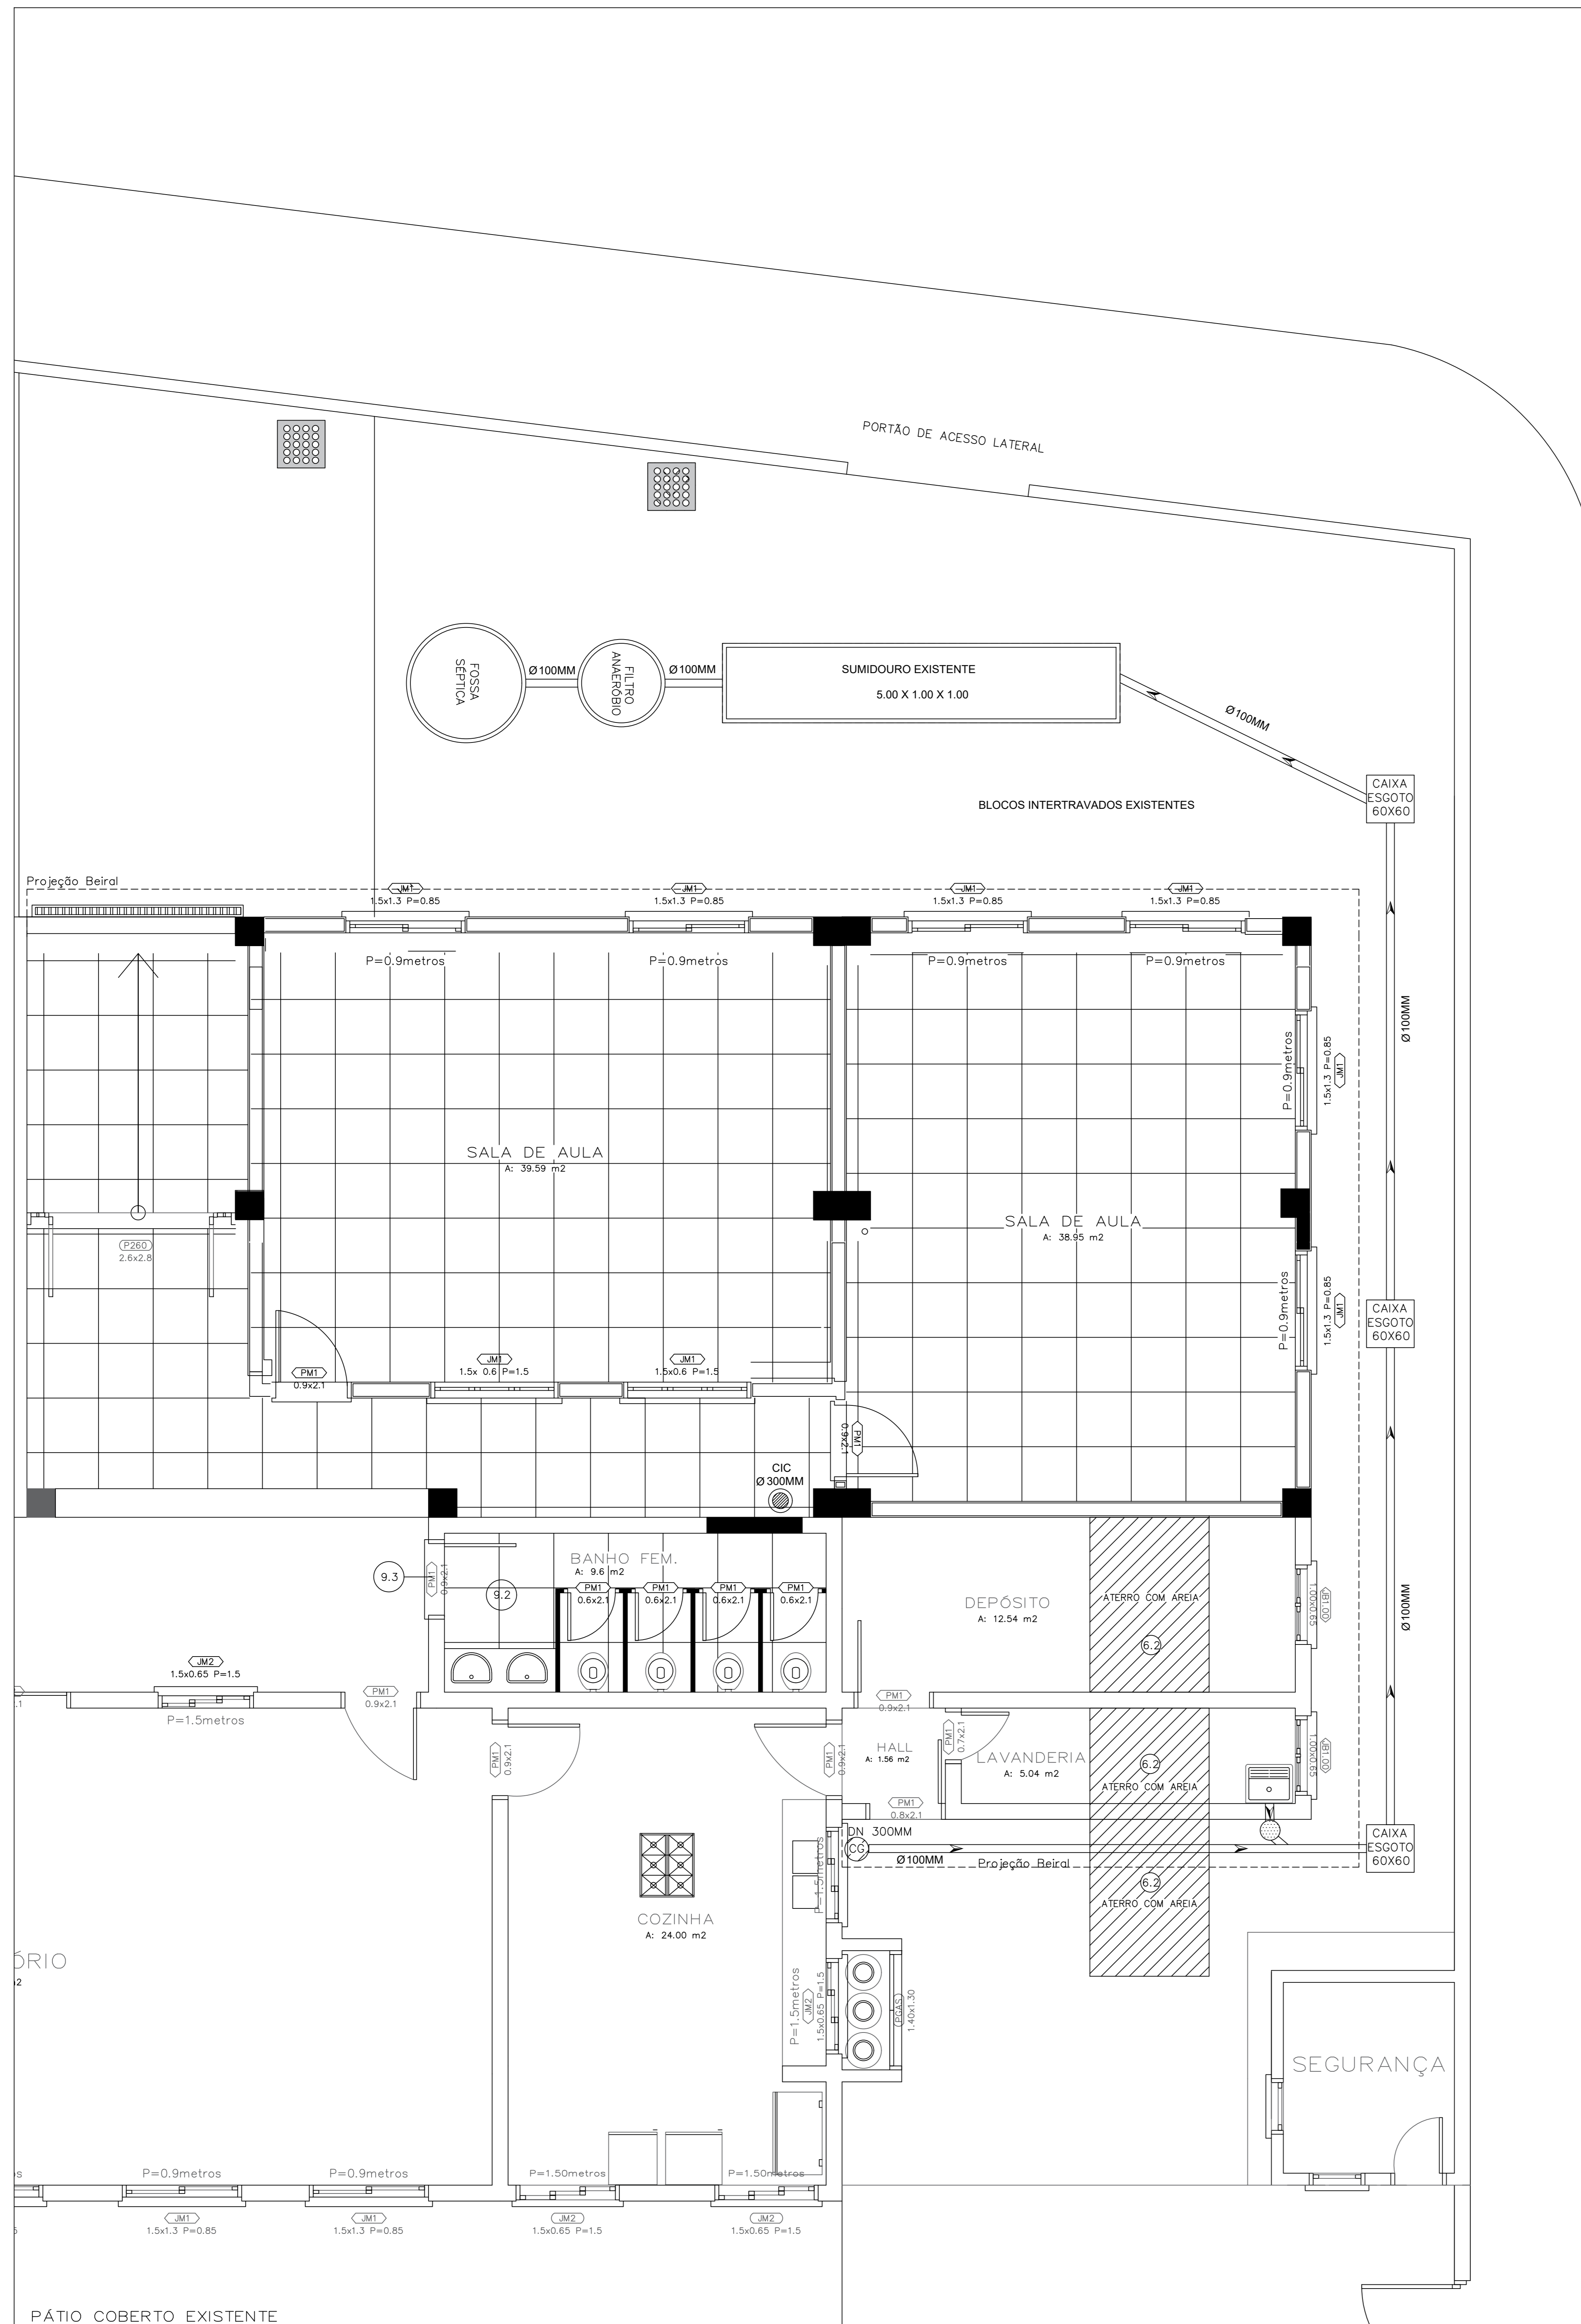 PORTÃO DE ACESSO LATERAL
FOSSA
SÉPTICA
Ø100MM
FILTRO
ANAERÓBIO
Ø100MM
SUMIDOURO EXISTENTE
5.00 X 1.00 X 1.00
Ø100MM
CAIXA
ESGOTO
60X60
BLOCOS INTERTRAVADOS EXISTENTES
Projeção Beiral
JM1
1.5x1.3 P=0.85
JM1
1.5x1.3 P=0.85
JM1
1.5x1.3 P=0.85
JM1
1.5x1.3 P=0.85
P=0.9metros
P=0.9metros
P=0.9metros
P=0.9metros
Ø100MM
P=0.9metros
1.5x1.3 P=0.85
JM1
SALA DE AULA
A: 39.59 m2
SALA DE AULA
A: 38.95 m2
P260
2.6x2.8
P=0.9metros
1.5x1.3 P=0.85
JM1
CAIXA
ESGOTO
60X60
PM1
0.9x2.1
JM1
1.5x 0.6 P=1.5
JM1
1.5x0.6 P=1.5
0.9x2.1
PM1
CIC
Ø300MM
9.3
PM1
0.9x2.1
9.2
BANHO FEM.
A: 9.6 m2
PM1
0.6x2.1
PM1
0.6x2.1
PM1
0.6x2.1
PM1
0.6x2.1
DEPÓSITO
A: 12.54 m2
ATERRO COM AREIA
6.2
1.00x0.65
JB1.00
Ø100MM
JM2
1.5x0.65 P=1.5
P=1.5metros
.1
PM1
0.9x2.1
PM1
0.9x2.1
PM1
0.9x2.1
PM1
0.9x2.1
HALL
A: 1.56 m2
PM1
0.7x2.1
LAVANDERIA
A: 5.04 m2
6.2
ATERRO COM AREIA
1.00x0.65
JB1.00
PM1
0.8x2.1
DN 300MM
CG
Ø100MM
Projeção Beiral
CAIXA
ESGOTO
60X60
6.2
ATERRO COM AREIA
P=1.5metros
COZINHA
A: 24.00 m2
ÓRIO
P=1.5metros
JM2
1.5x0.65 P=1.5
PGAS
1.40x1.30
SEGURANÇA
P=0.9metros
P=0.9metros
P=1.50metros
P=1.50metros
JM1
1.5x1.3 P=0.85
JM1
1.5x1.3 P=0.85
JM2
1.5x0.65 P=1.5
JM2
1.5x0.65 P=1.5
PÁTIO COBERTO EXISTENTE